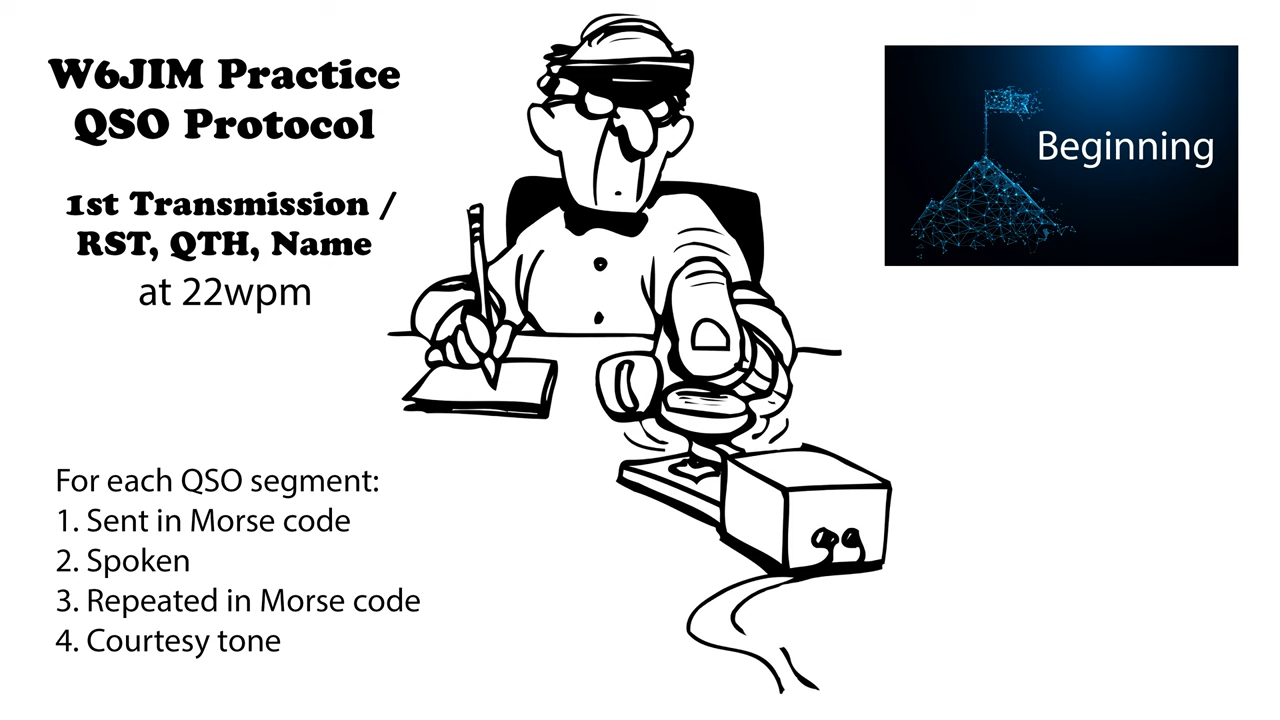 W6JIM Practice
QSO Protocol
1st Transmission /
RST, QTH, Name
at 22wpm
Beginning
For each QSO segment:
1. Sent in Morse code
2. Spoken
3. Repeated in Morse code
4. Courtesy tone